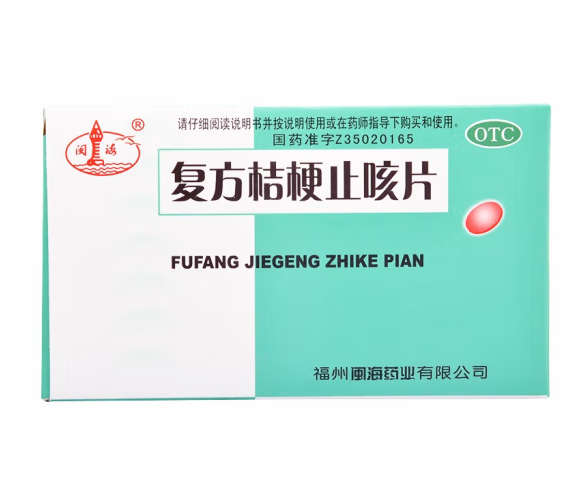 闽海®
请仔细阅读说明书并按说明使用或在药师指导下购买和使用。
国药准字Z35020165
OTC
复方桔梗止咳片
FUFANG JIEGENG ZHIKE PIAN
福州闽海药业有限公司